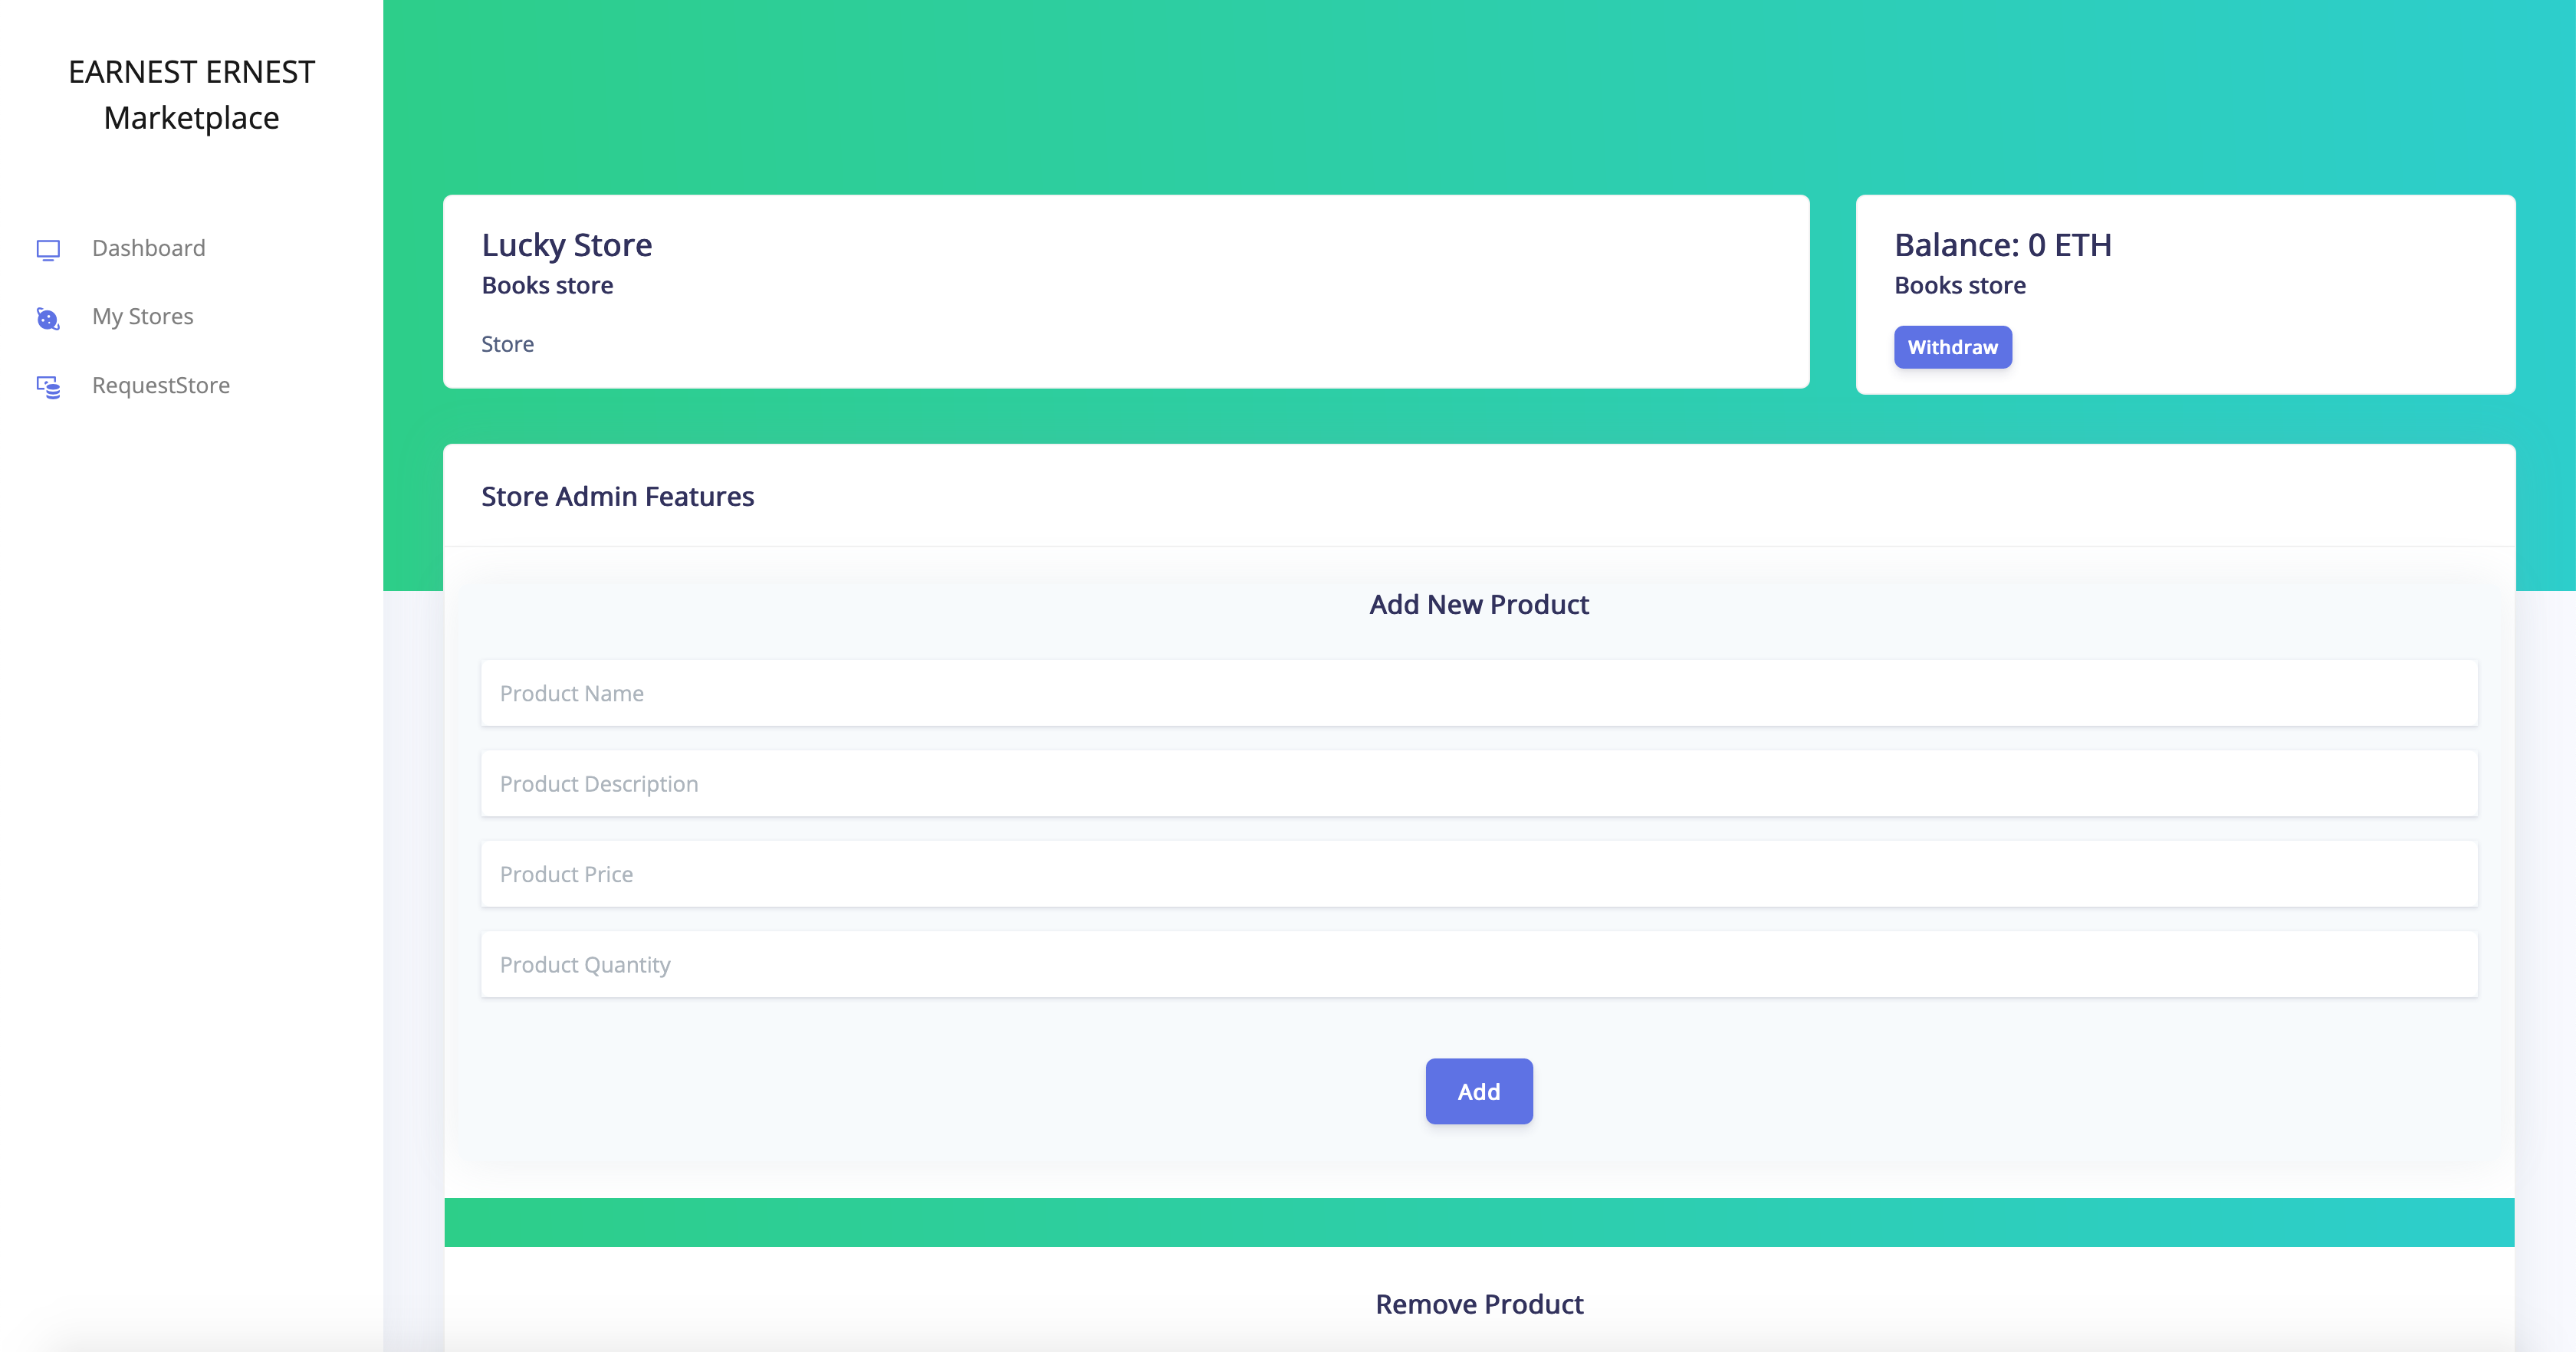 EARNEST ERNEST
Marketplace
Dashboard
My Stores
RequestStore
Lucky Store
Books store
Store
Balance: 0 ETH
Books store
Withdraw
Store Admin Features
Add New Product
Product Name
Product Description
Product Price
Product Quantity
Add
Remove Product